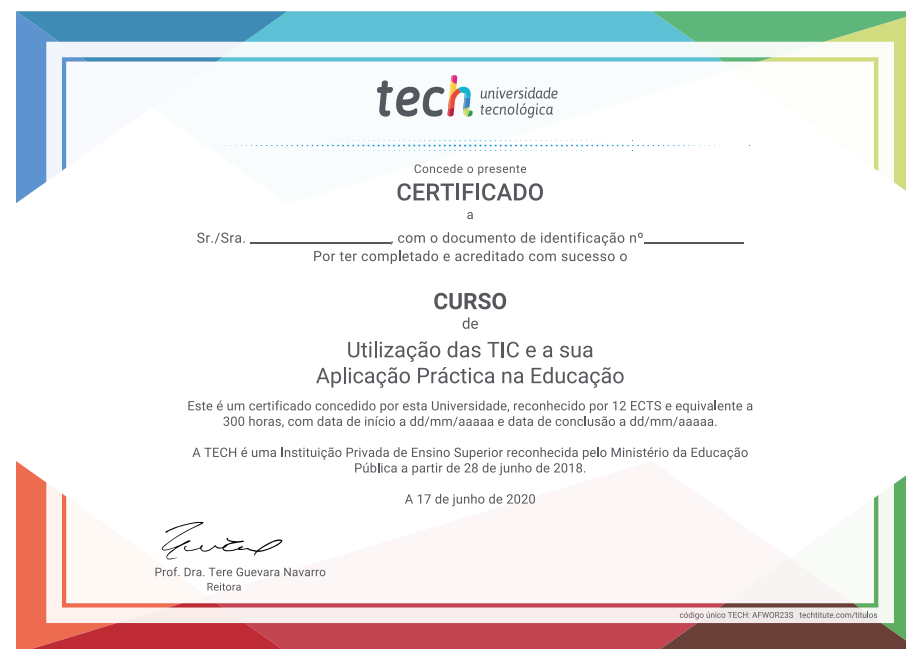 tech universidade
tecnológica
Concede o presente
CERTIFICADO
a
Sr./Sra. ____________________, com o documento de identificação nº______________
Por ter completado e acreditado com sucesso o
CURSO
de
Utilização das TIC e a sua
Aplicação Práctica na Educação
Este é um certificado concedido por esta Universidade, reconhecido por 12 ECTS e equivalente a
300 horas, com data de início a dd/mm/aaaaa e data de conclusão a dd/mm/aaaaa.
A TECH é uma Instituição Privada de Ensino Superior reconhecida pelo Ministério da Educação
Pública a partir de 28 de junho de 2018.
A 17 de junho de 2020
Prof. Dra. Tere Guevara Navarro
Reitora
código único TECH: AFWOR23S techtitute.com/titulos